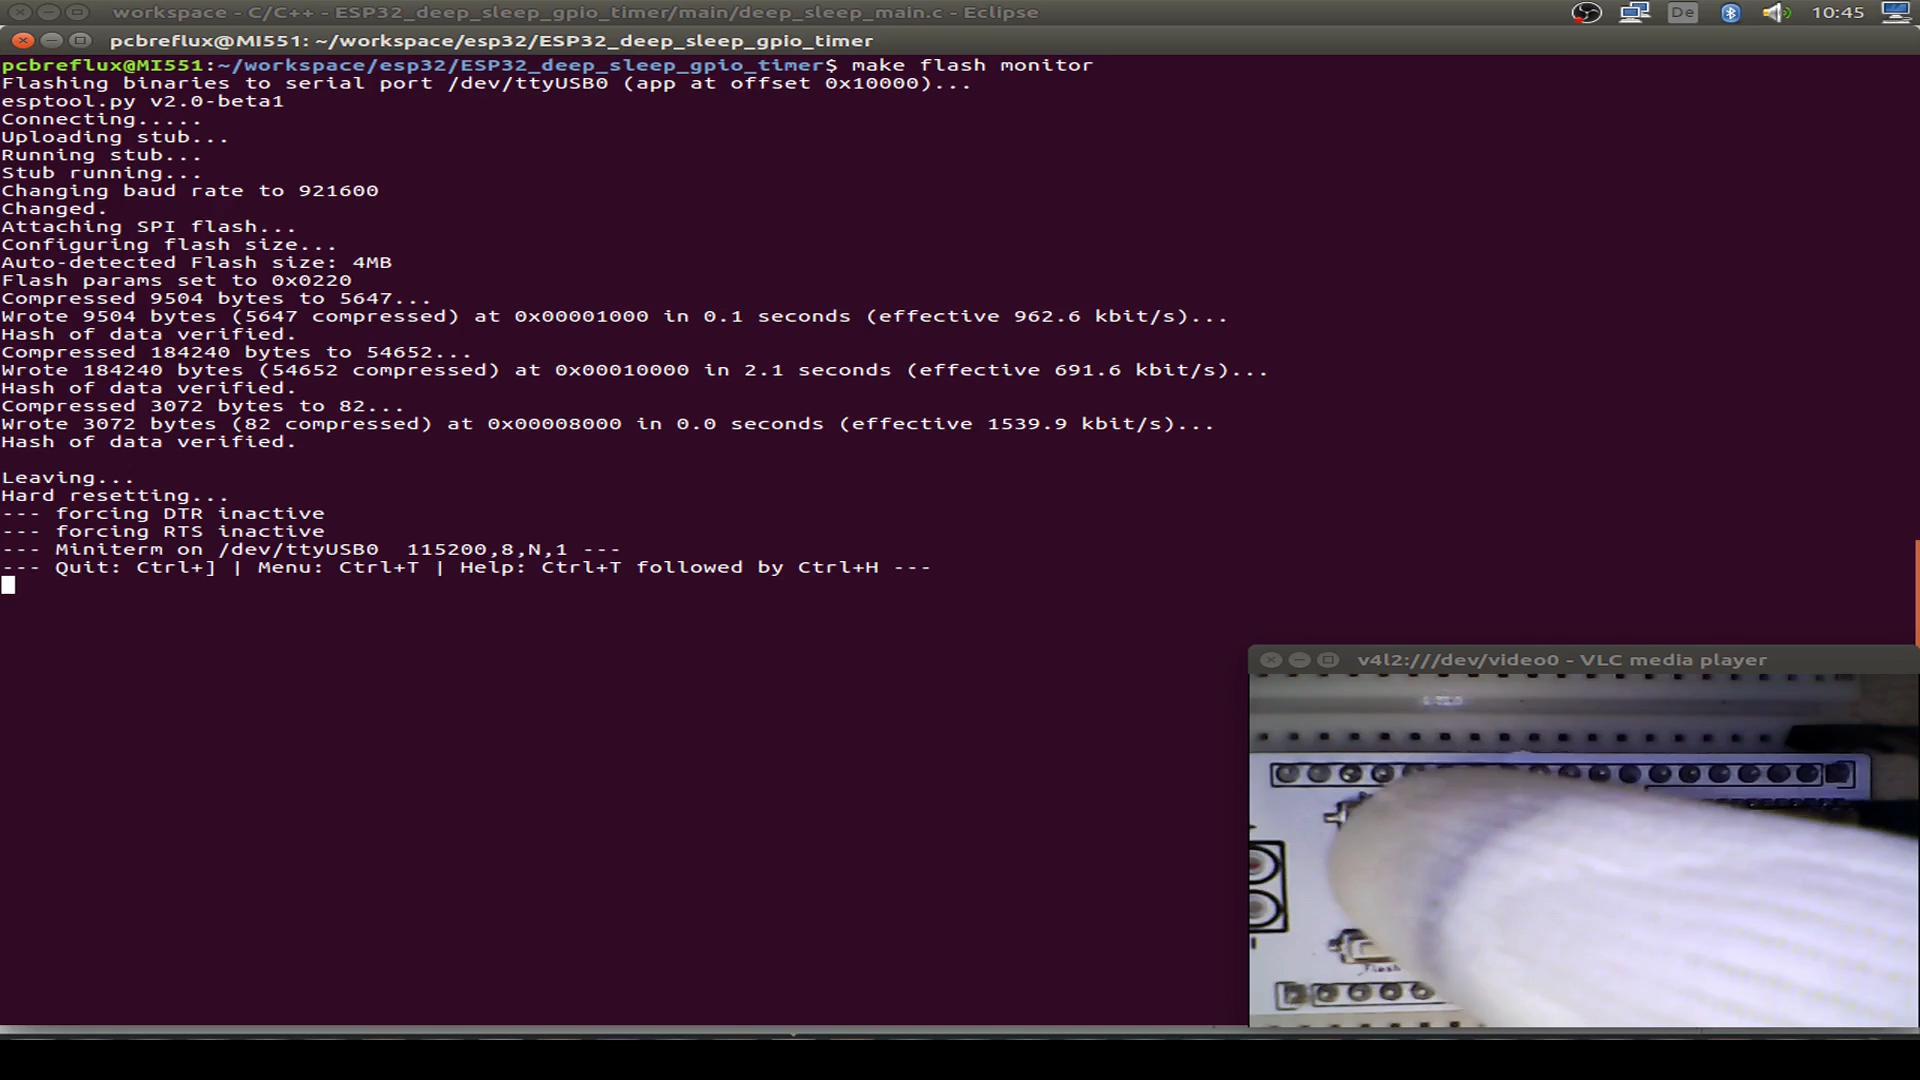 workspace - C/C++ - ESP32_deep_sleep_gpio_timer/main/deep_sleep_main.c - Eclipse
De
10:45
pcbreflux@MI551: ~/workspace/esp32/ESP32_deep_sleep_gpio_timer
pcbreflux@MI551:~/workspace/esp32/ESP32_deep_sleep_gpio_timer$ make flash monitor
Flashing binaries to serial port /dev/ttyUSB0 (app at offset 0x10000)...
esptool.py v2.0-beta1
Connecting.....
Uploading stub...
Running stub...
Stub running...
Changing baud rate to 921600
Changed.
Attaching SPI flash...
Configuring flash size...
Auto-detected Flash size: 4MB
Flash params set to 0x0220
Compressed 9504 bytes to 5647...
Wrote 9504 bytes (5647 compressed) at 0x00001000 in 0.1 seconds (effective 962.6 kbit/s)...
Hash of data verified.
Compressed 184240 bytes to 54652...
Wrote 184240 bytes (54652 compressed) at 0x00010000 in 2.1 seconds (effective 691.6 kbit/s)...
Hash of data verified.
Compressed 3072 bytes to 82...
Wrote 3072 bytes (82 compressed) at 0x00008000 in 0.0 seconds (effective 1539.9 kbit/s)...
Hash of data verified.
Leaving...
Hard resetting...
--- forcing DTR inactive
--- forcing RTS inactive
--- Miniterm on /dev/ttyUSB0  115200,8,N,1 ---
--- Quit: Ctrl+] | Menu: Ctrl+T | Help: Ctrl+T followed by Ctrl+H ---
v4l2:///dev/video0 - VLC media player
flash